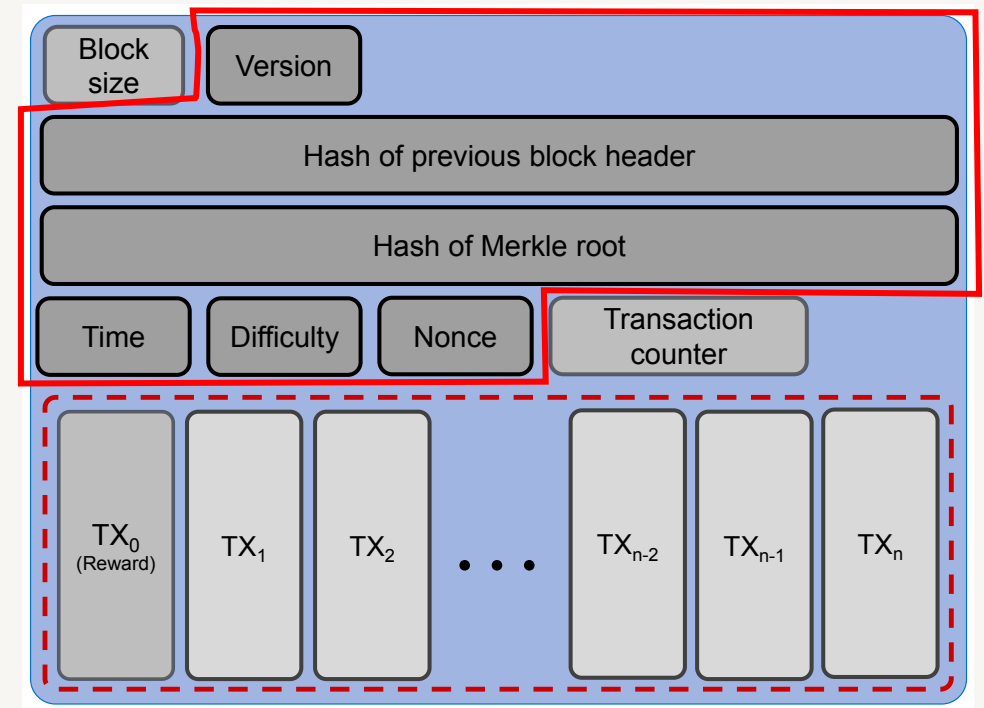 Block
size
Version
Hash of previous block header
Hash of Merkle root
Time
Difficulty
Nonce
Transaction
counter
TX₀
(Reward)
TX₁
TX₂
• • •
TXₙ₋₂
TXₙ₋₁
TXₙ